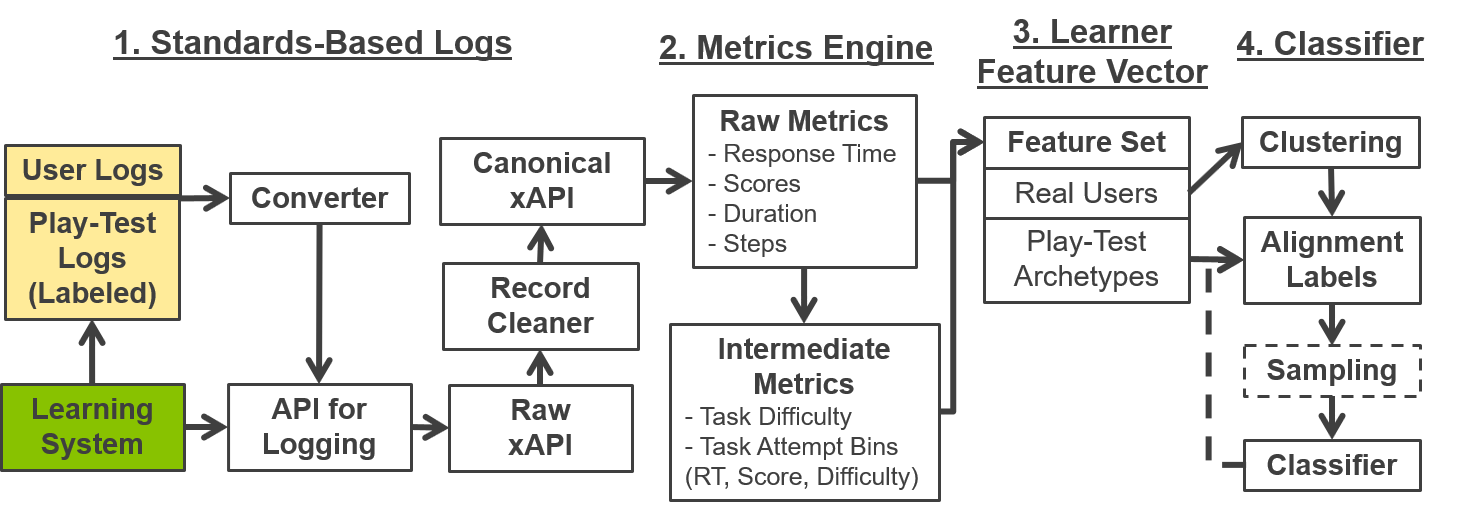 1. Standards-Based Logs
User Logs
Play-Test
Logs
(Labeled)
Learning
System
Converter
API for
Logging
Canonical
xAPI
Record
Cleaner
Raw
xAPI
2. Metrics Engine
Raw Metrics
- Response Time
- Scores
- Duration
- Steps
Intermediate
Metrics
- Task Difficulty
- Task Attempt Bins
(RT, Score, Difficulty)
3. Learner
Feature Vector
Feature Set
Real Users
Play-Test
Archetypes
4. Classifier
Clustering
Alignment
Labels
Sampling
Classifier